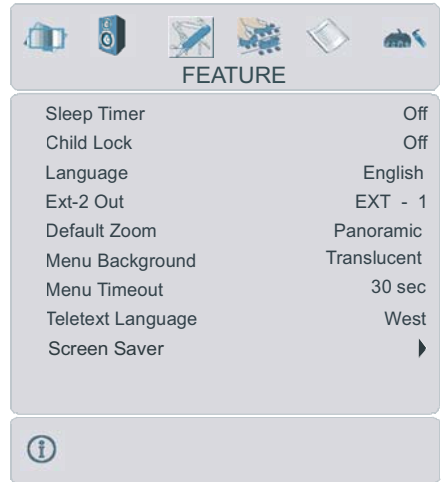 FEATURE
Sleep Timer Off
Child Lock Off
Language English
Ext-2 Out EXT - 1
Default Zoom Panoramic
Menu Background Translucent
Menu Timeout 30 sec
Teletext Language West
Screen Saver